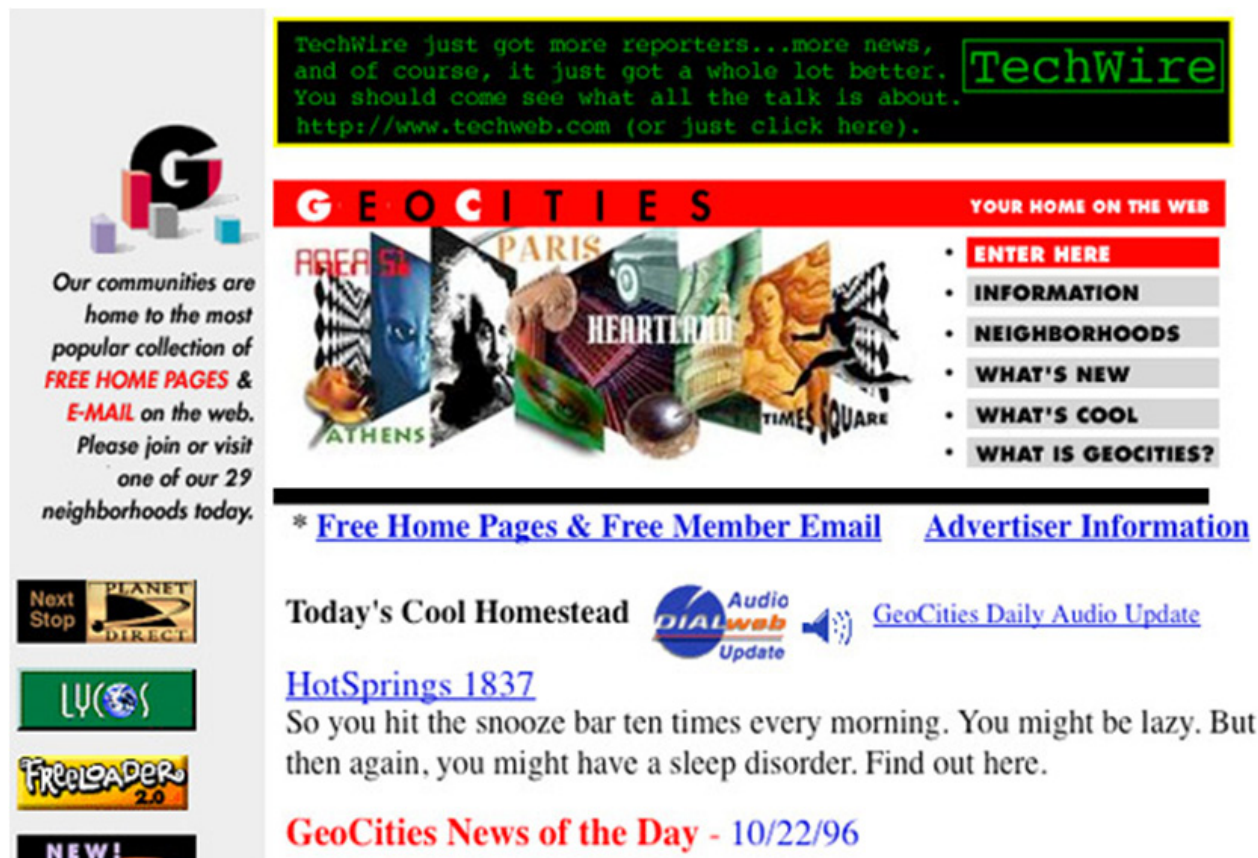 TechWire just got more reporters...more news,
and of course, it just got a whole lot better.
You should come see what all the talk is about.
http://www.techweb.com (or just click here).
TechWire
G
Our communities are
home to the most
popular collection of
FREE HOME PAGES &
E-MAIL on the web.
Please join or visit
one of our 29
neighborhoods today.
Next
Stop
PLANET
DIRECT
LYCOS
FREELOADER
2.0
NEW!
GEOCITIES
YOUR HOME ON THE WEB
AREA 51
PARIS
HEARTLAND
ATHENS
TIMES SQUARE
• ENTER HERE
• INFORMATION
• NEIGHBORHOODS
• WHAT'S NEW
• WHAT'S COOL
• WHAT IS GEOCITIES?
* Free Home Pages & Free Member Email Advertiser Information
Today's Cool Homestead
Audio
DIALweb
Update
GeoCities Daily Audio Update
HotSprings 1837
So you hit the snooze bar ten times every morning. You might be lazy. But
then again, you might have a sleep disorder. Find out here.
GeoCities News of the Day - 10/22/96